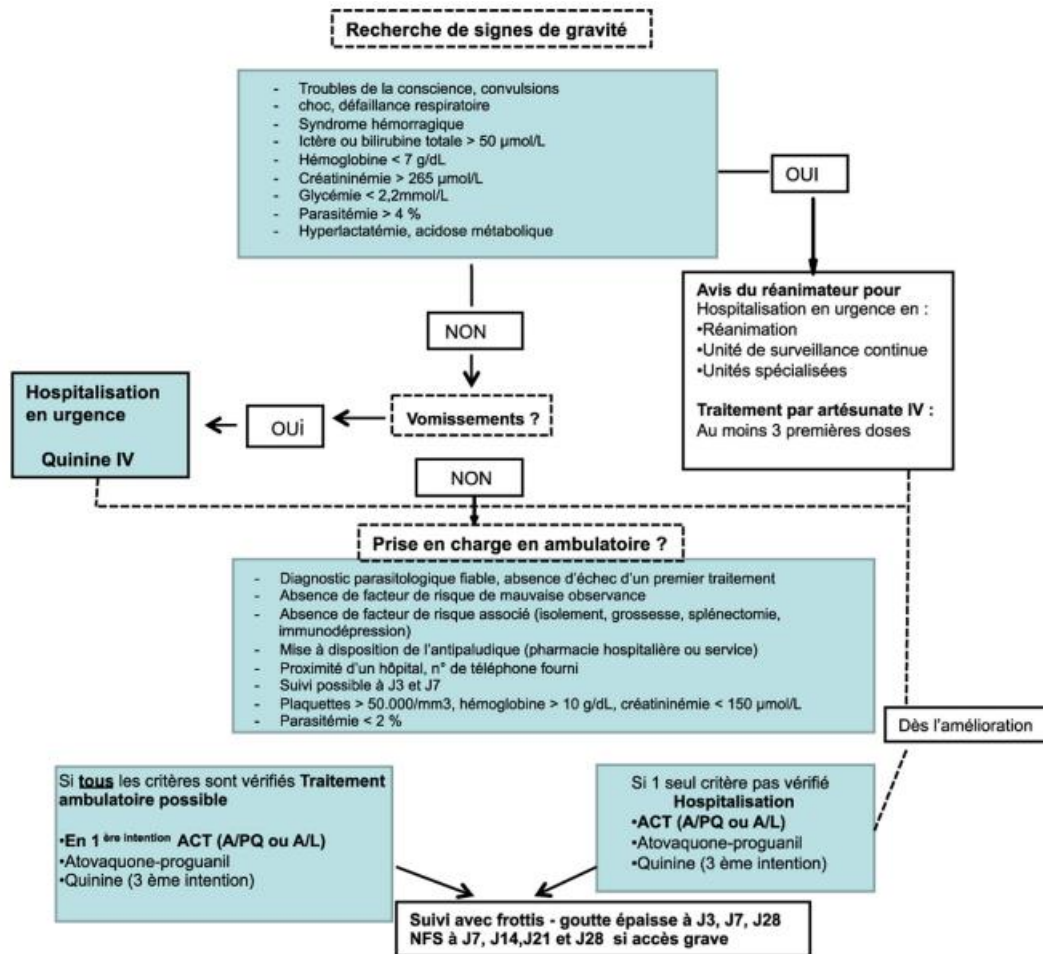 Recherche de signes de gravité
- Troubles de la conscience, convulsions
- choc, défaillance respiratoire
- Syndrome hémorragique
- Ictère ou bilirubine totale > 50 µmol/L
- Hémoglobine < 7 g/dL
- Créatininémie > 265 µmol/L
- Glycémie < 2,2mmol/L
- Parasitémie > 4 %
- Hyperlactatémie, acidose métabolique
OUI
Avis du réanimateur pour
Hospitalisation en urgence en :
•Réanimation
•Unité de surveillance continue
•Unités spécialisées
Traitement par artésunate IV :
Au moins 3 premières doses
NON
Vomissements ?
OUi
Hospitalisation
en urgence
Quinine IV
NON
Prise en charge en ambulatoire ?
- Diagnostic parasitologique fiable, absence d'échec d'un premier traitement
- Absence de facteur de risque de mauvaise observance
- Absence de facteur de risque associé (isolement, grossesse, splénectomie,
immunodépression)
- Mise à disposition de l'antipaludique (pharmacie hospitalière ou service)
- Proximité d'un hôpital, n° de téléphone fourni
- Suivi possible à J3 et J7
- Plaquettes > 50.000/mm3, hémoglobine > 10 g/dL, créatininémie < 150 µmol/L
- Parasitémie < 2 %
Dès l'amélioration
Si tous les critères sont vérifiés Traitement
ambulatoire possible
•En 1 ère intention ACT (A/PQ ou A/L)
•Atovaquone-proguanil
•Quinine (3 ème intention)
Si 1 seul critère pas vérifié
Hospitalisation
•ACT (A/PQ ou A/L)
•Atovaquone-proguanil
•Quinine (3 ème intention)
Suivi avec frottis - goutte épaisse à J3, J7, J28
NFS à J7, J14,J21 et J28 si accès grave